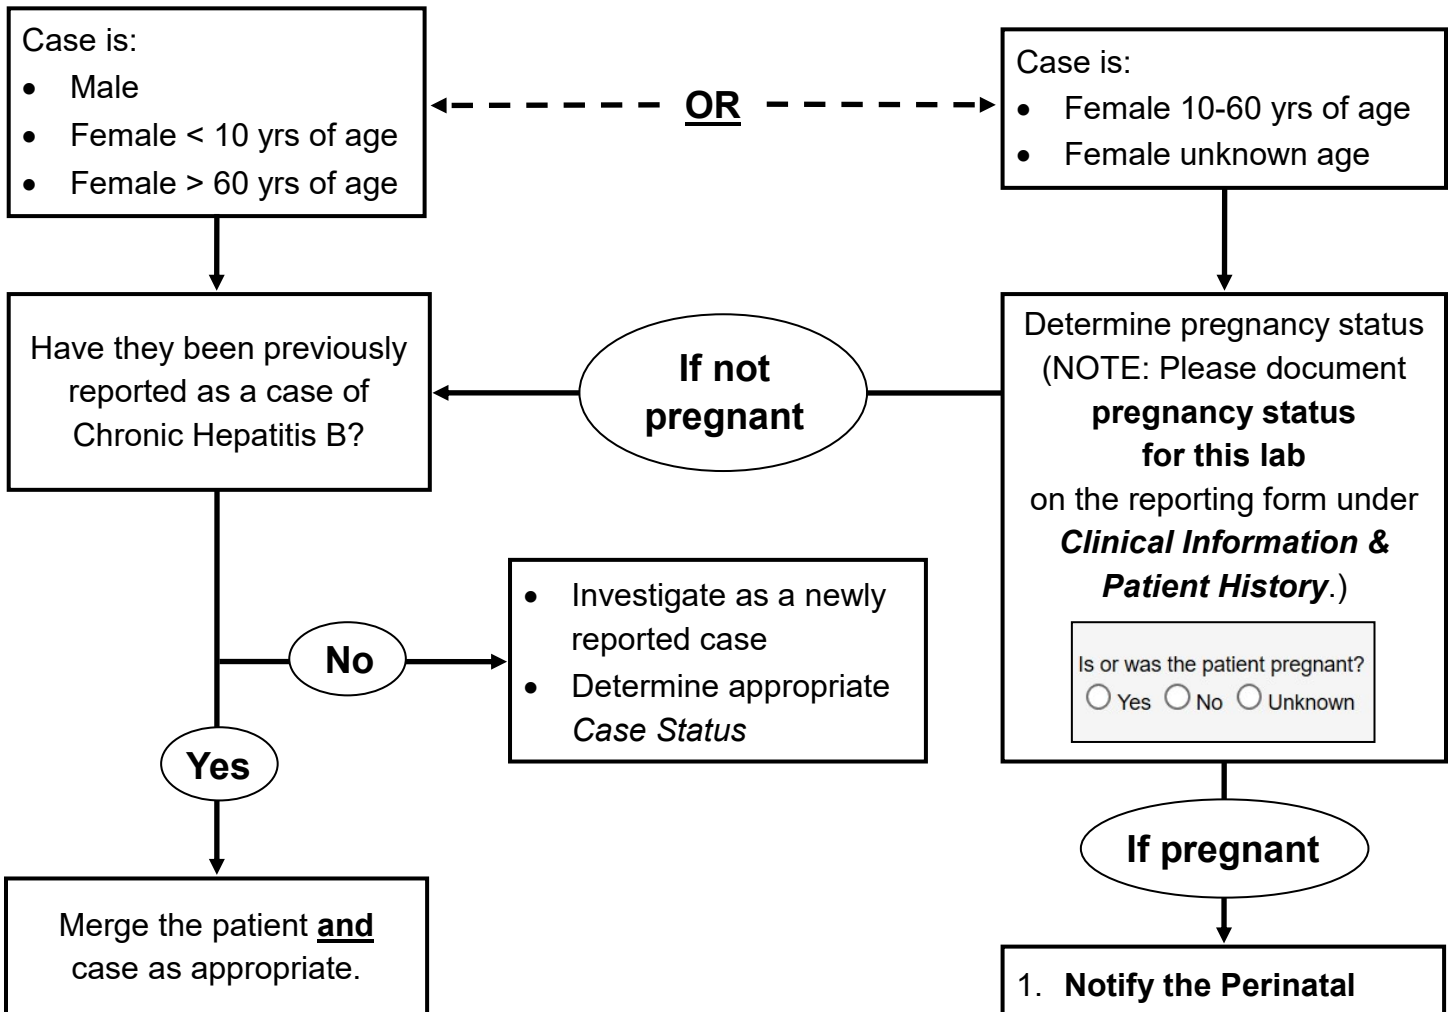 Case is:
• Male
• Female < 10 yrs of age
• Female > 60 yrs of age
OR
Case is:
• Female 10-60 yrs of age
• Female unknown age
Have they been previously
reported as a case of
Chronic Hepatitis B?
If not
pregnant
Determine pregnancy status
(NOTE: Please document
pregnancy status
for this lab
on the reporting form under
Clinical Information &
Patient History.)
Is or was the patient pregnant?
Yes No Unknown
No
• Investigate as a newly
reported case
• Determine appropriate
Case Status
Yes
Merge the patient and
case as appropriate.
If pregnant
1. Notify the Perinatal